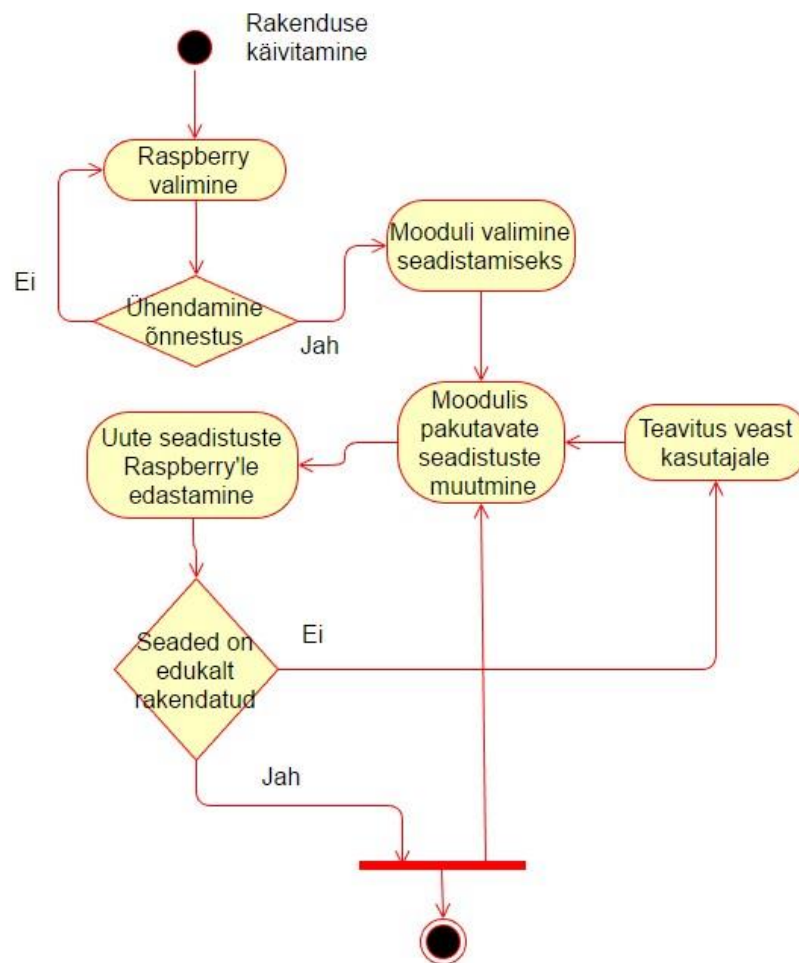 Rakenduse
käivitamine
Raspberry
valimine
Ei
Ühendamine
õnnestus
Jah
Mooduli valimine
seadistamiseks
Moodulis
pakutavate
seadistuste
muutmine
Teavitus veast
kasutajale
Uute seadistuste
Raspberry'le
edastamine
Seaded on
edukalt
rakendatud
Ei
Jah